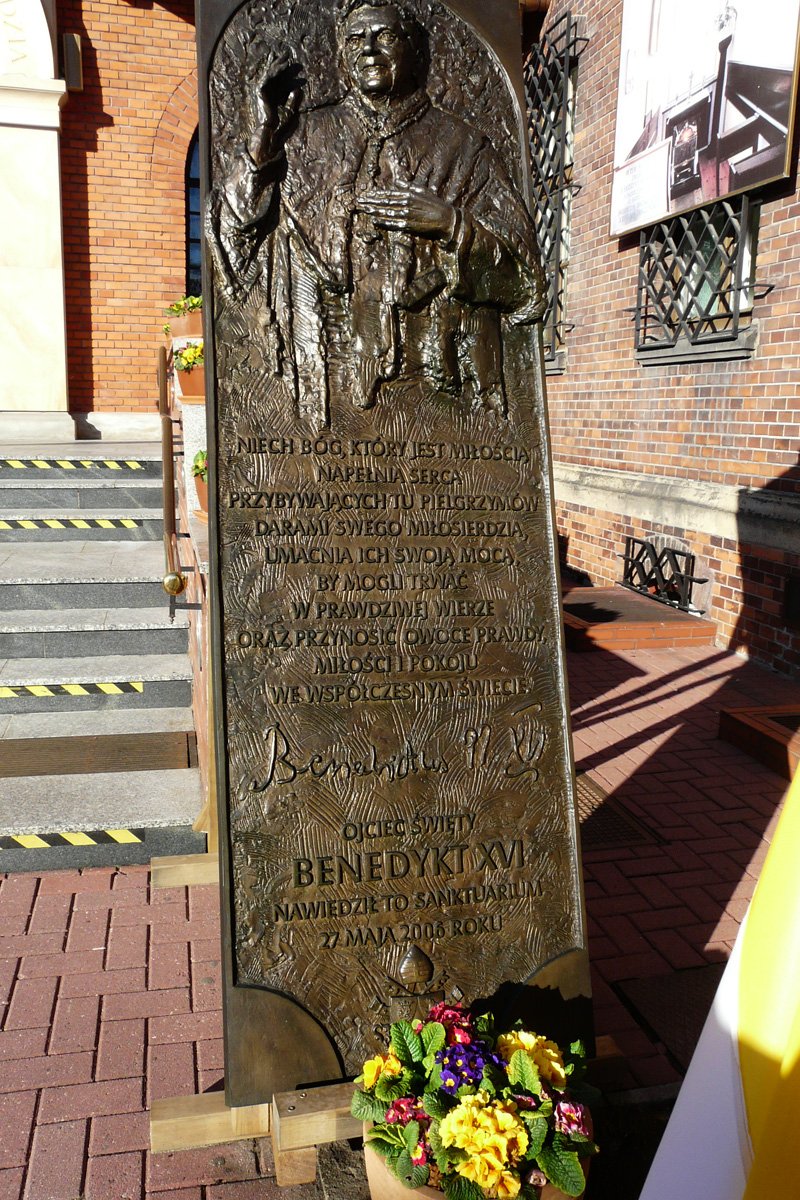 NIECH BÓG, KTÓRY JEST MIŁOŚCIĄ,
NAPEŁNIA SERCA
PRZYBYWAJĄCYCH TU PIELGRZYMÓW
DARAMI SWEGO MIŁOSIERDZIA,
UMACNIA ICH SWOJĄ MOCĄ,
BY MOGLI TRWAĆ
W PRAWDZIWEJ WIERZE
ORAZ PRZYNOSIĆ OWOCE PRAWDY,
MIŁOŚCI I POKOJU
WE WSPÓŁCZESNYM ŚWIECIE.
Benedictus PP. XVI
OJCIEC ŚWIĘTY
BENEDYKT XVI
NAWIEDZIŁ TO SANKTUARIUM
27 MAJA 2006 ROKU